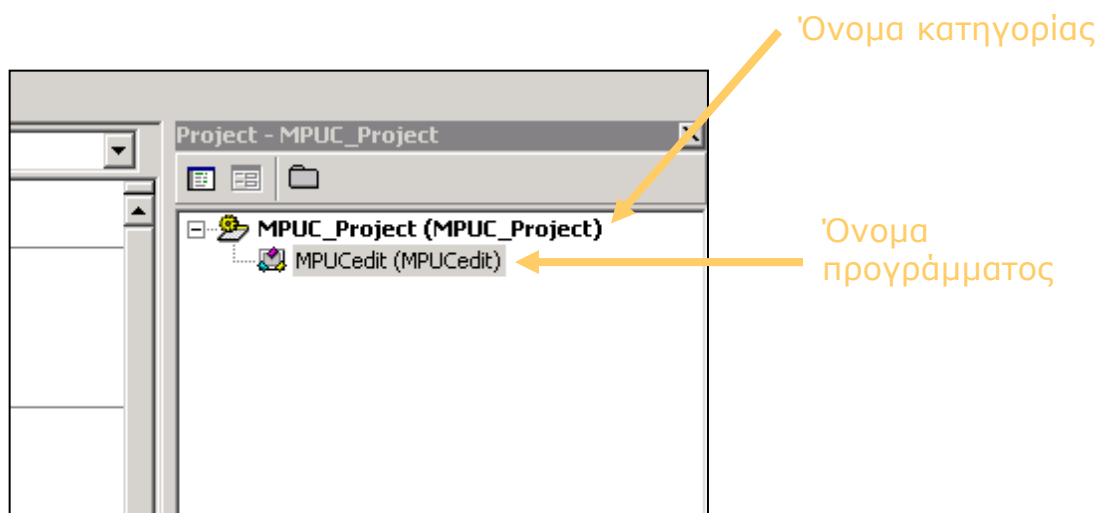 Όνομα κατηγορίας
Project - MPUC_Project
MPUC_Project (MPUC_Project)
MPUCedit (MPUCedit)
Όνομα
προγράμματος